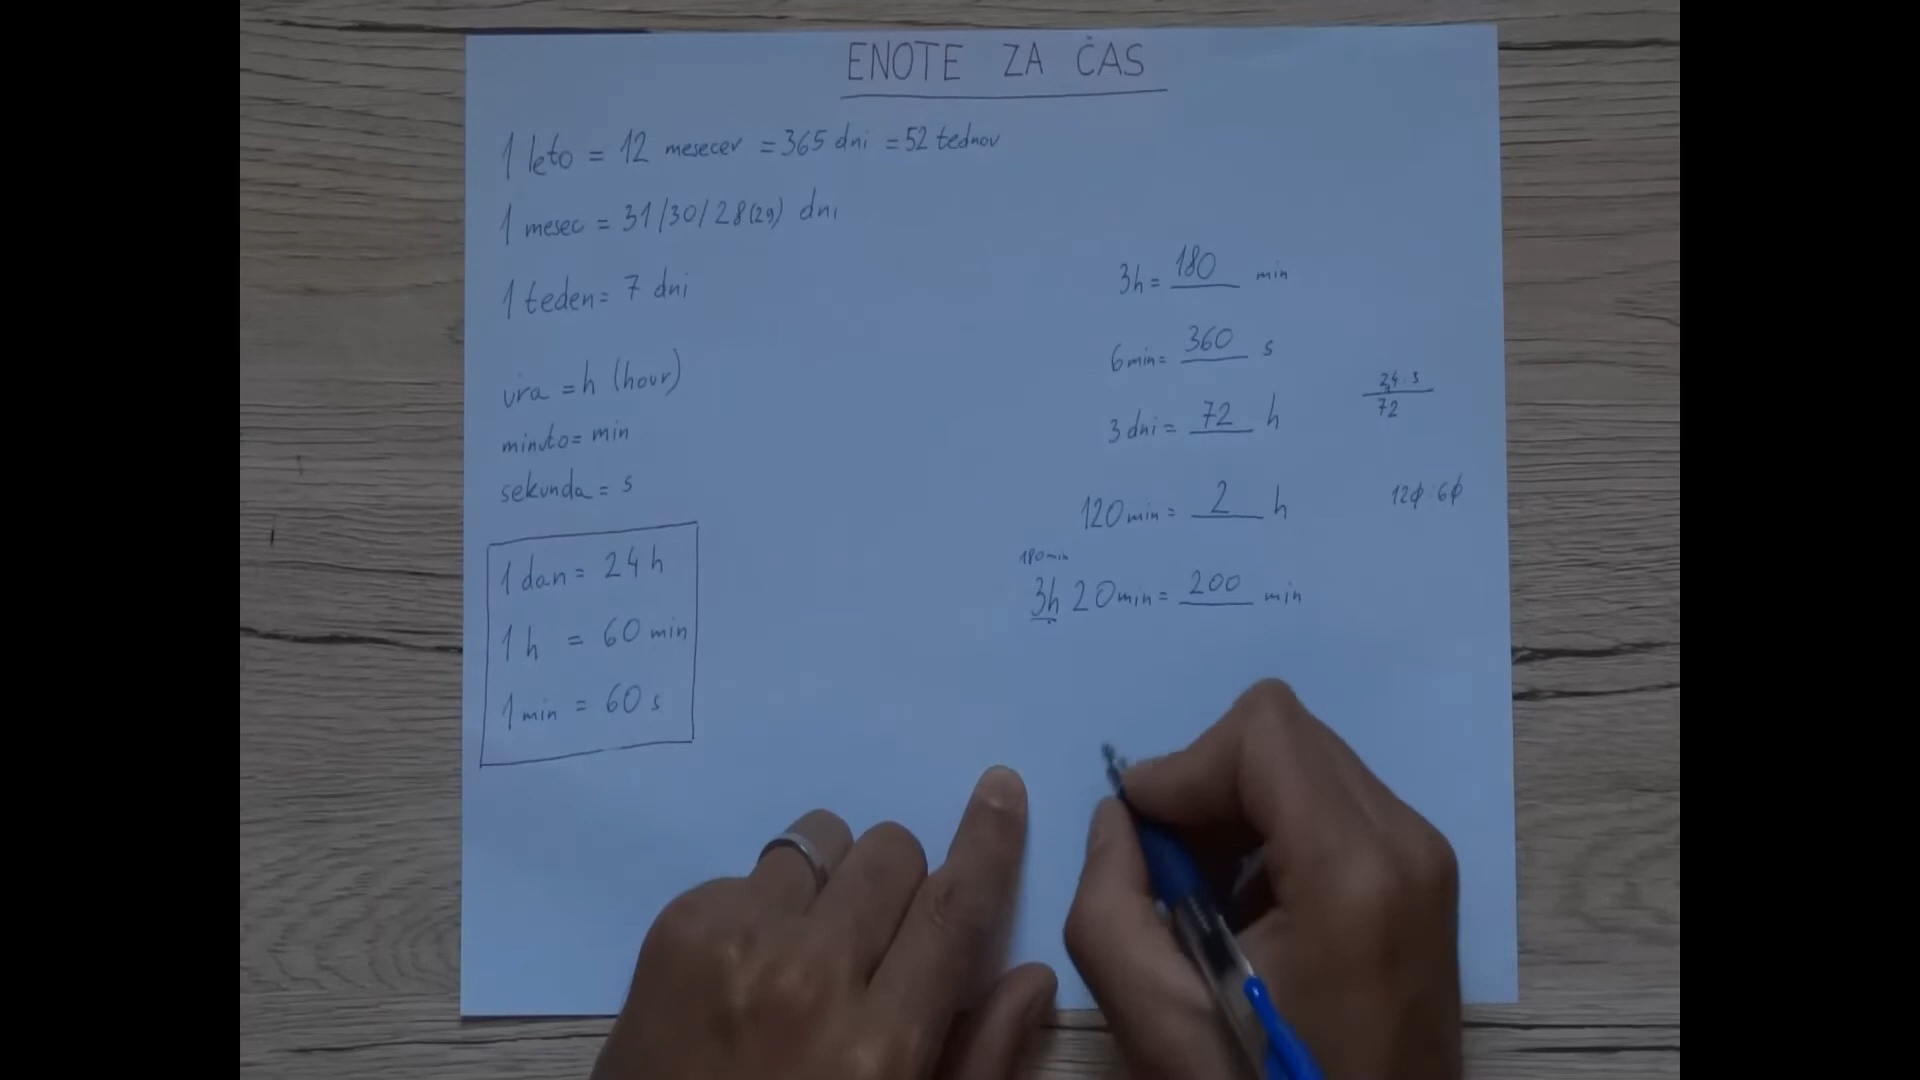 ENOTE ZA ČAS
1 leto = 12 mesecev = 365 dni = 52 tednov
1 mesec = 31/30/28(29) dni
1 teden = 7 dni
ura = h (hour)
minuto = min
sekunda = s
1 dan = 24 h
1 h = 60 min
1 min = 60 s
3h = 180 min
6 min = 360 s
3 dni = 72 h
24 · 3
72
120 min = 2 h
120 : 60
180 min
3h 20 min = 200 min